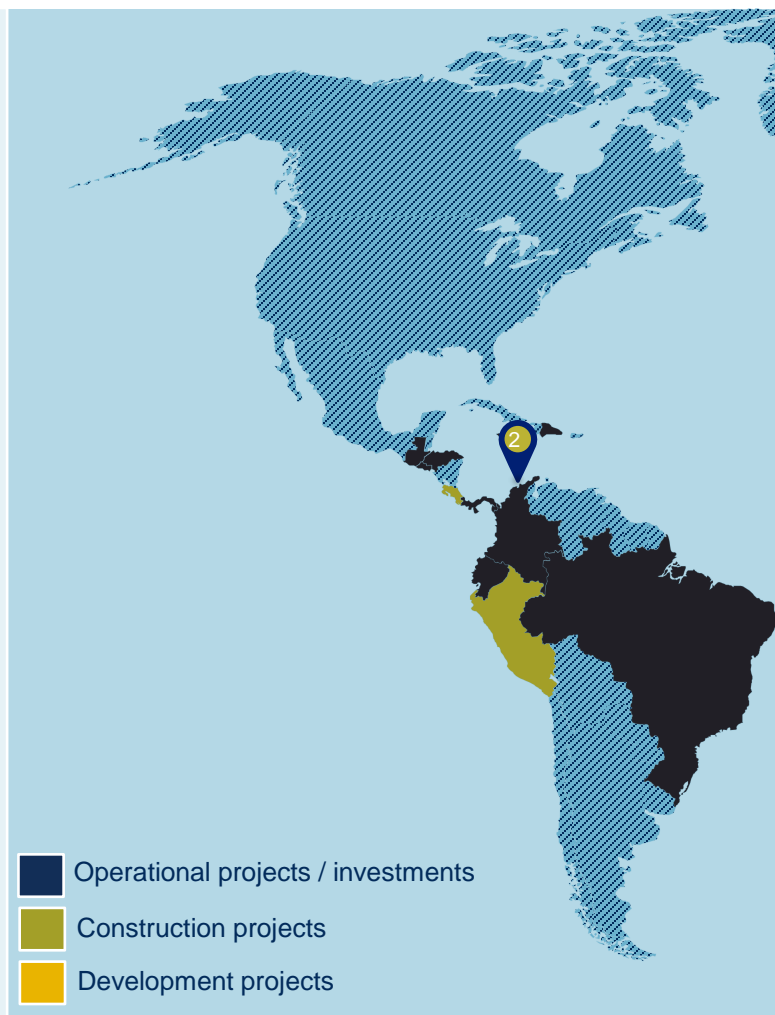 2
Operational projects / investments
Construction projects
Development projects